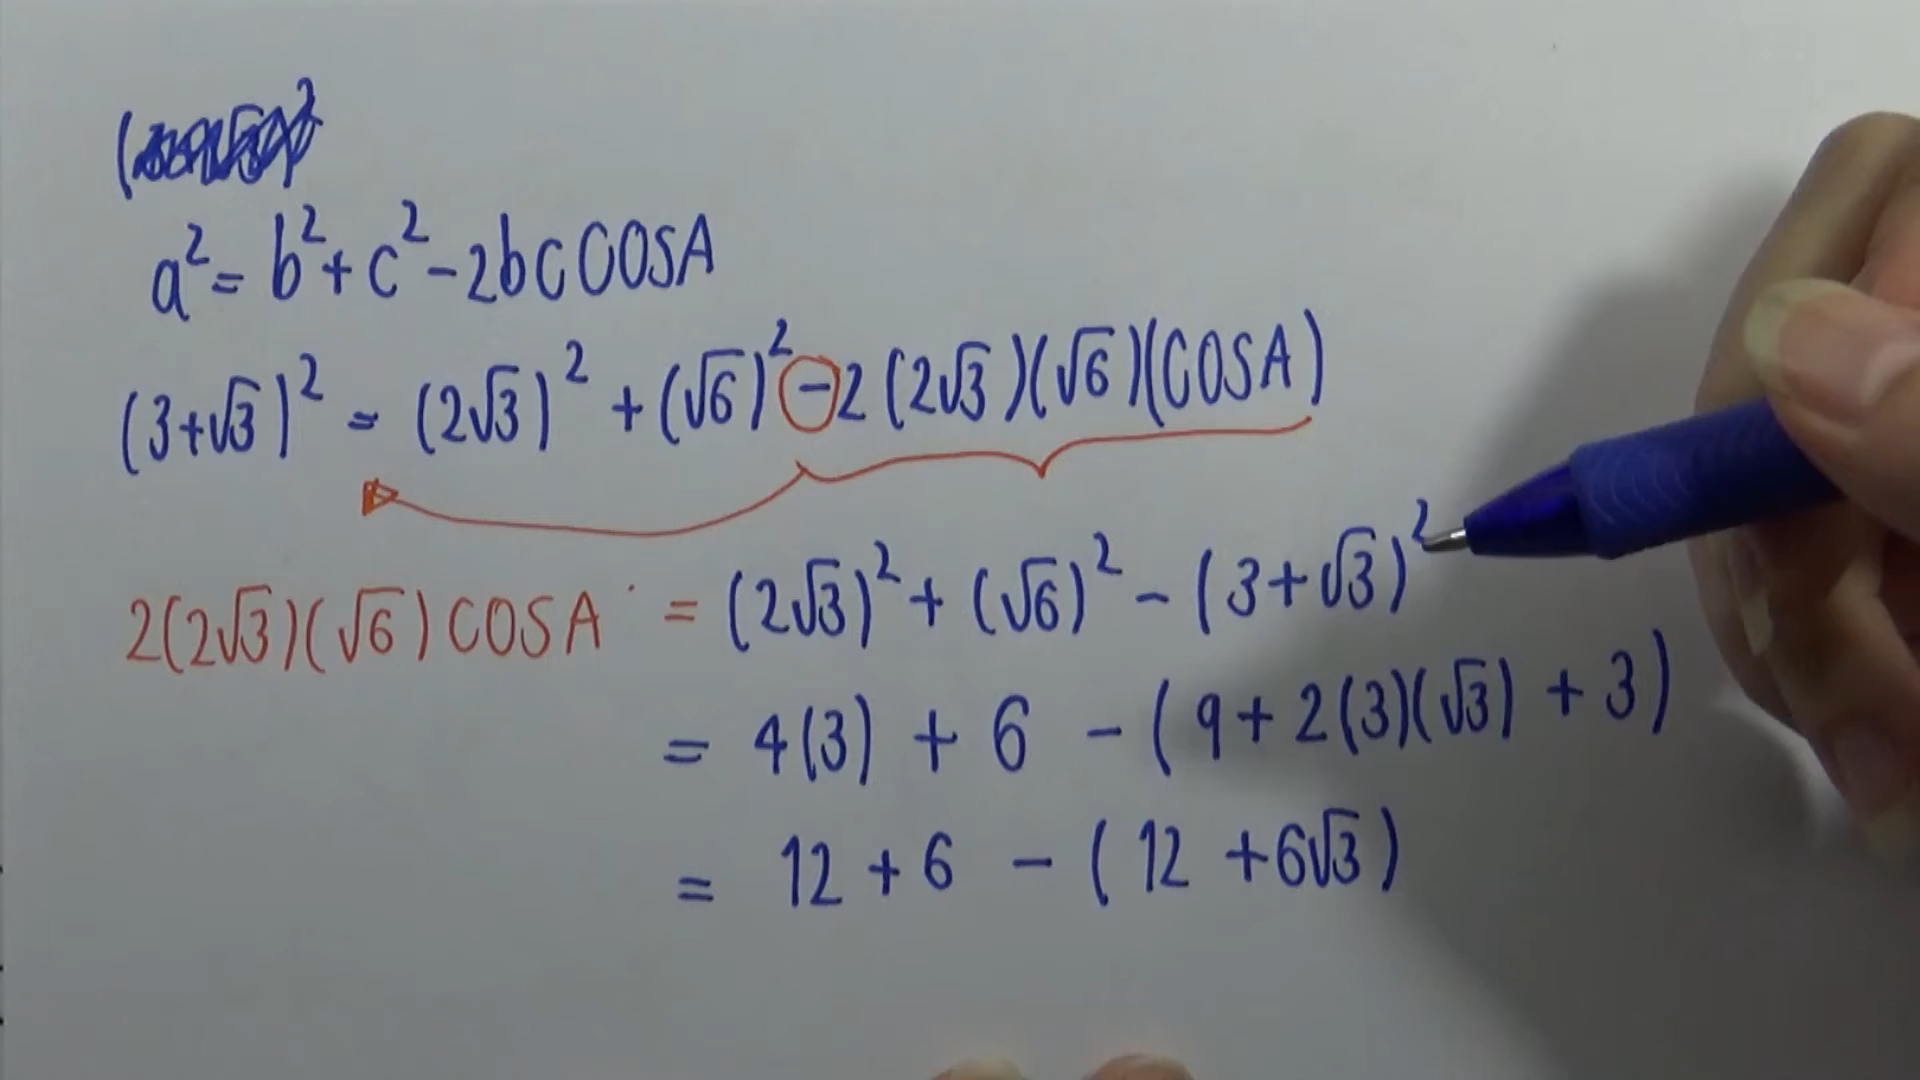 a² = b² + c² - 2bc COSA
(3+√3)² = (2√3)² + (√6)² - 2(2√3)(√6)(COSA)
2(2√3)(√6)COSA = (2√3)² + (√6)² - (3+√3)²
= 4(3) + 6 - (9 + 2(3)(√3) + 3)
= 12 + 6 - (12 + 6√3)